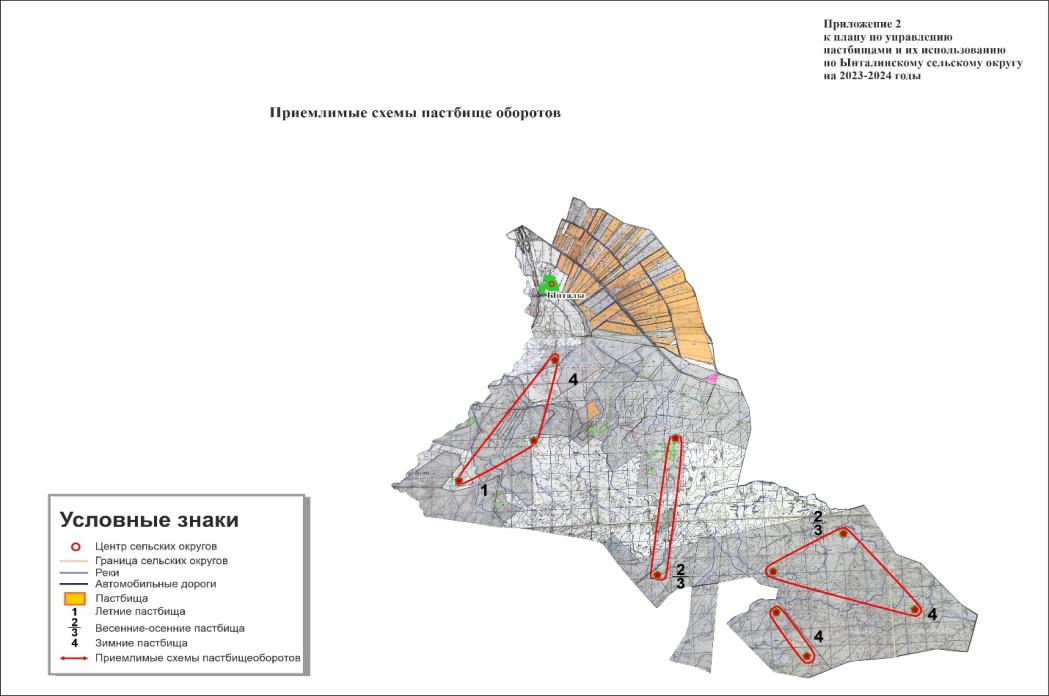 Приложение 2
к плану по управлению
пастбищами и их использованию
по Ынталинскому сельскому округу
на 2023-2024 годы
Приемлимые схемы пастбище оборотов
Ынталы
4
1
2
3
2
3
4
4
Условные знаки
Центр сельских округов
Граница сельских округов
Реки
Автомобильные дороги
Пастбища
1 Летние пастбища
2
3 Весенние-осенние пастбища
4 Зимние пастбища
Приемлимые схемы пастбищеоборотов